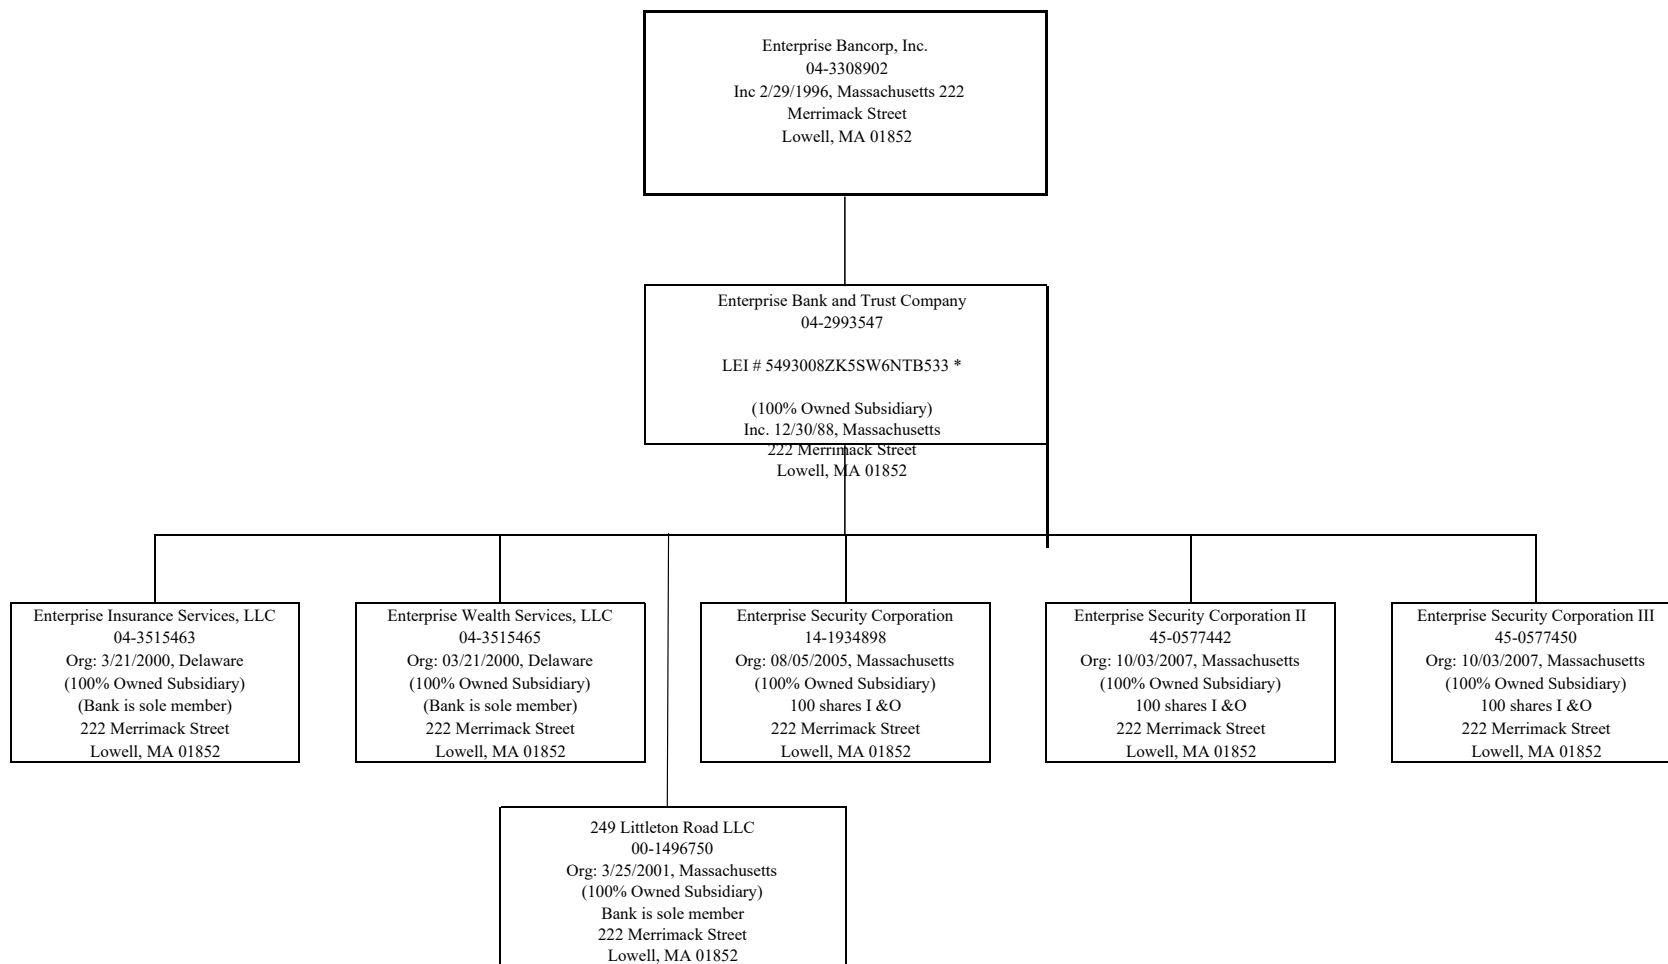 Enterprise Bancorp, Inc.
04-3308902
Inc 2/29/1996, Massachusetts 222
Merrimack Street
Lowell, MA 01852
Enterprise Bank and Trust Company
04-2993547
LEI # 5493008ZK5SW6NTB533 *
(100% Owned Subsidiary)
Inc. 12/30/88, Massachusetts
222 Merrimack Street
Lowell, MA 01852
Enterprise Insurance Services, LLC
04-3515463
Org: 3/21/2000, Delaware
(100% Owned Subsidiary)
(Bank is sole member)
222 Merrimack Street
Lowell, MA 01852
Enterprise Wealth Services, LLC
04-3515465
Org: 03/21/2000, Delaware
(100% Owned Subsidiary)
(Bank is sole member)
222 Merrimack Street
Lowell, MA 01852
Enterprise Security Corporation
14-1934898
Org: 08/05/2005, Massachusetts
(100% Owned Subsidiary)
100 shares I &O
222 Merrimack Street
Lowell, MA 01852
Enterprise Security Corporation II
45-0577442
Org: 10/03/2007, Massachusetts
(100% Owned Subsidiary)
100 shares I &O
222 Merrimack Street
Lowell, MA 01852
Enterprise Security Corporation III
45-0577450
Org: 10/03/2007, Massachusetts
(100% Owned Subsidiary)
100 shares I &O
222 Merrimack Street
Lowell, MA 01852
249 Littleton Road LLC
00-1496750
Org: 3/25/2001, Massachusetts
(100% Owned Subsidiary)
Bank is sole member
222 Merrimack Street
Lowell, MA 01852